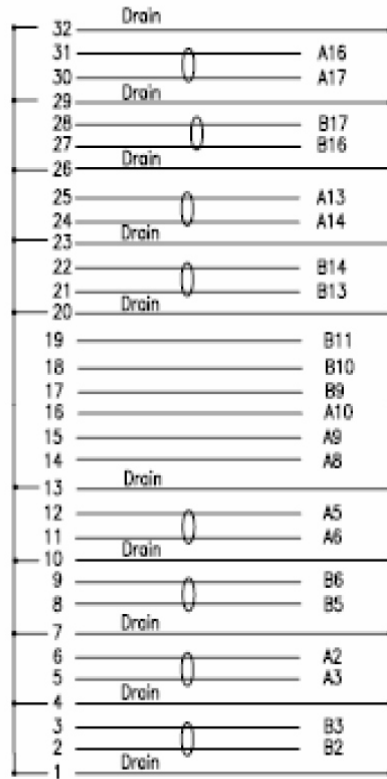 32 Drain
31 A16
30 A17
29 Drain
28 B17
27 B16
26 Drain
25 A13
24 A14
23 Drain
22 B14
21 B13
20 Drain
19 B11
18 B10
17 B9
16 A10
15 A9
14 A8
13 Drain
12 A5
11 A6
10 Drain
9 B6
8 B5
7 Drain
6 A2
5 A3
4 Drain
3 B3
2 B2
1 Drain